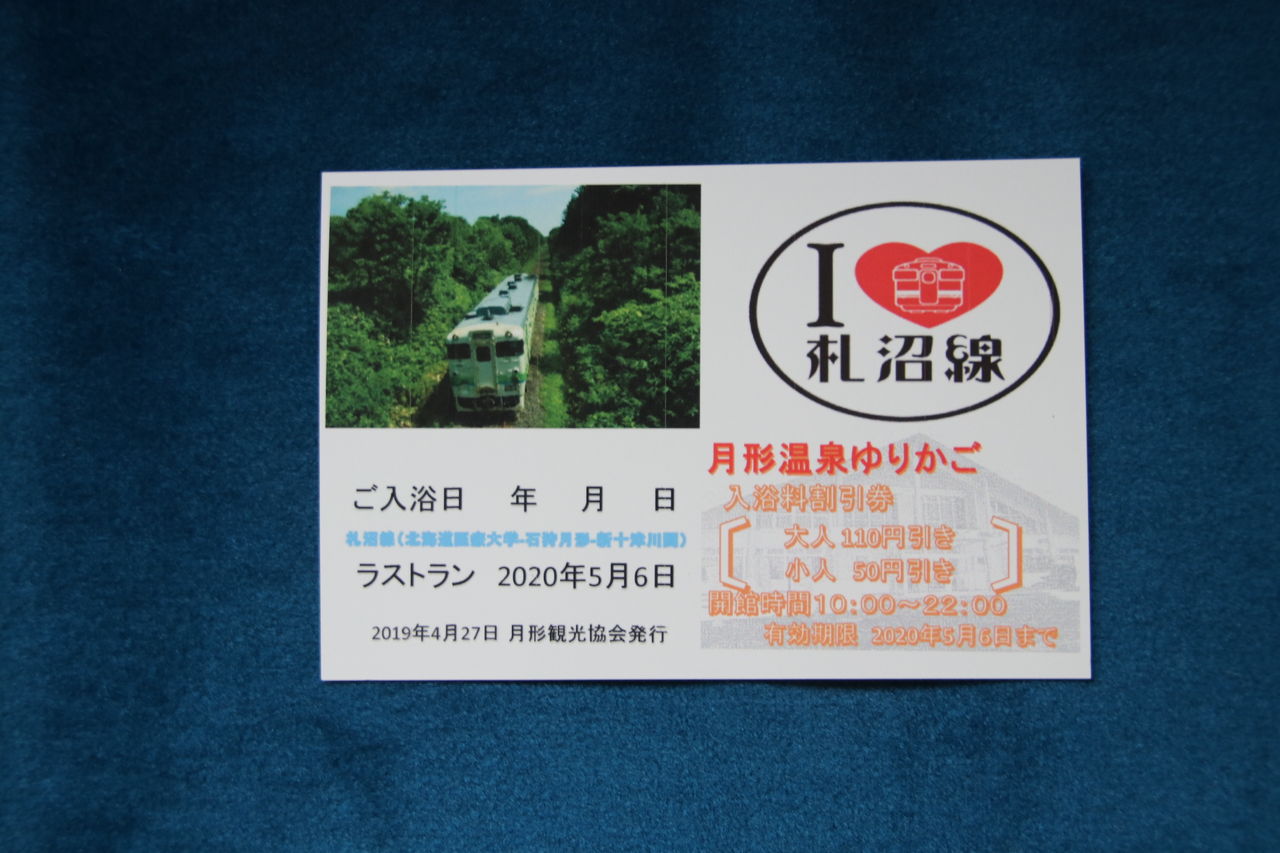 I
札沼線
ご入浴日 年 月 日
札沼線(北海道医療大学-石狩月形-新十津川間)
ラストラン 2020年5月6日
2019年4月27日 月形観光協会発行
月形温泉ゆりかご
入浴料割引券
大人 110円引き
小人 50円引き
開館時間10:00～22:00
有効期限 2020年5月6日まで